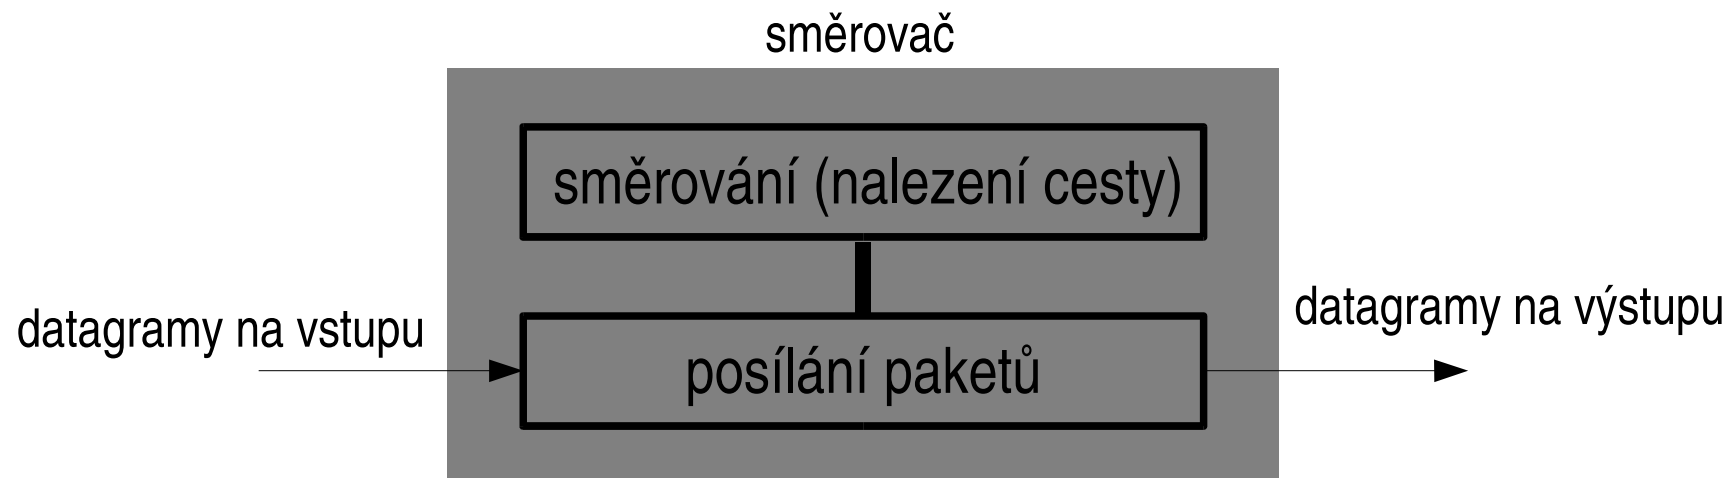 směrovač
směrování (nalezení cesty)
datagramy na vstupu
datagramy na výstupu
posílání paketů